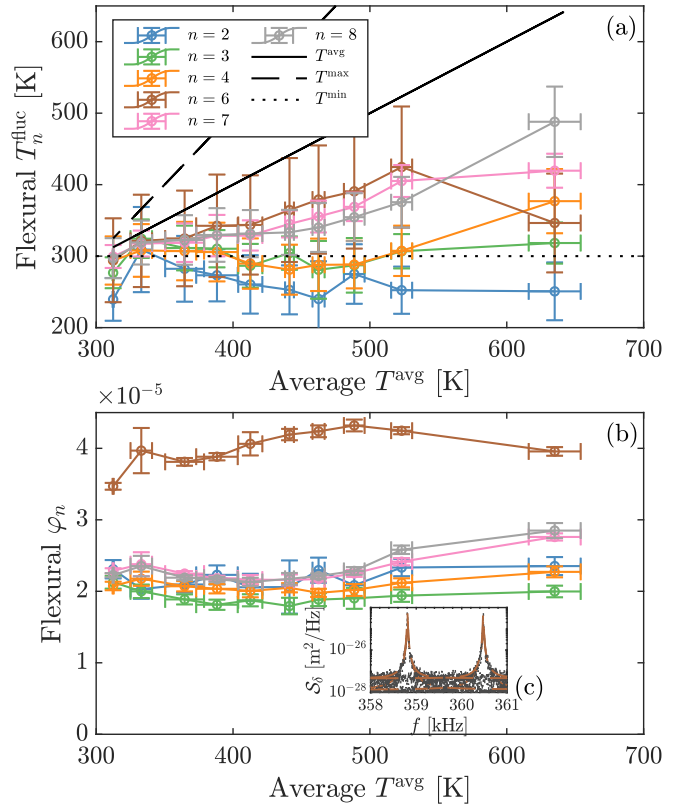 (a)
n = 2
n = 3
n = 4
n = 6
n = 7
n = 8
T^avg
T^max
T^min
Flexural T_n^fluc [K]
600
500
400
300
200
300 400 500 600 700
Average T^avg [K]
×10^-5
(b)
Flexural φ_n
4
3
2
1
0
(c)
S_δ [m²/Hz]
10^-26
10^-28
358 359 360 361
f [kHz]
300 400 500 600 700
Average T^avg [K]